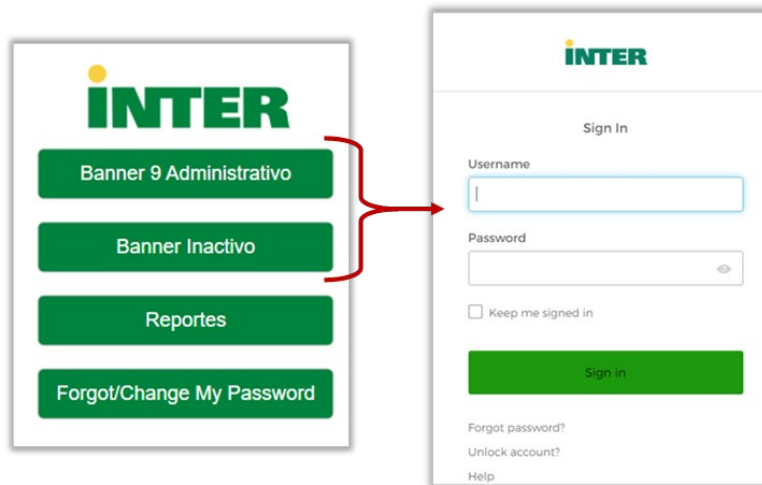 iNTER
Banner 9 Administrativo
Banner Inactivo
Reportes
Forgot/Change My Password
iNTER
Sign In
Username
Password
Keep me signed in
Sign in
Forgot password?
Unlock account?
Help